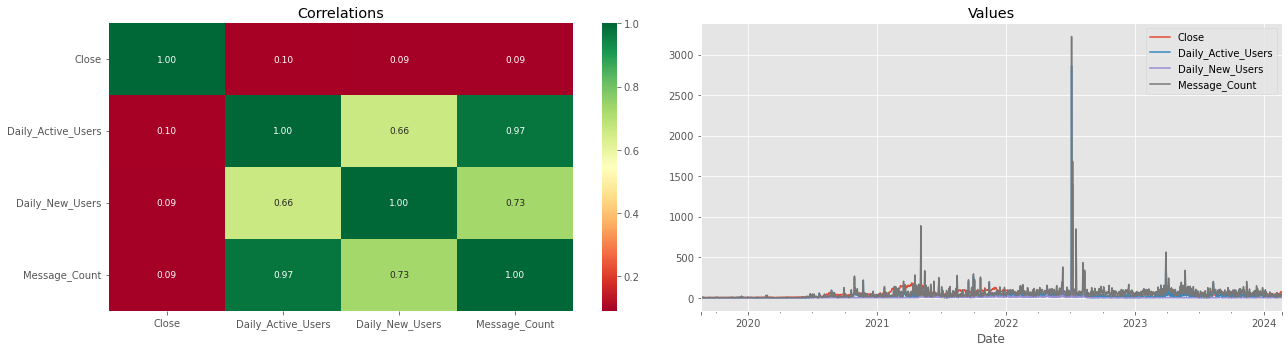 Correlations
Close
Daily_Active_Users
Daily_New_Users
Message_Count
1.00 0.10 0.09 0.09
0.10 1.00 0.66 0.97
0.09 0.66 1.00 0.73
0.09 0.97 0.73 1.00
Close Daily_Active_Users Daily_New_Users Message_Count
1.0
0.8
0.6
0.4
0.2
Values
Close
Daily_Active_Users
Daily_New_Users
Message_Count
3000
2500
2000
1500
1000
500
0
2020 2021 2022 2023 2024
Date